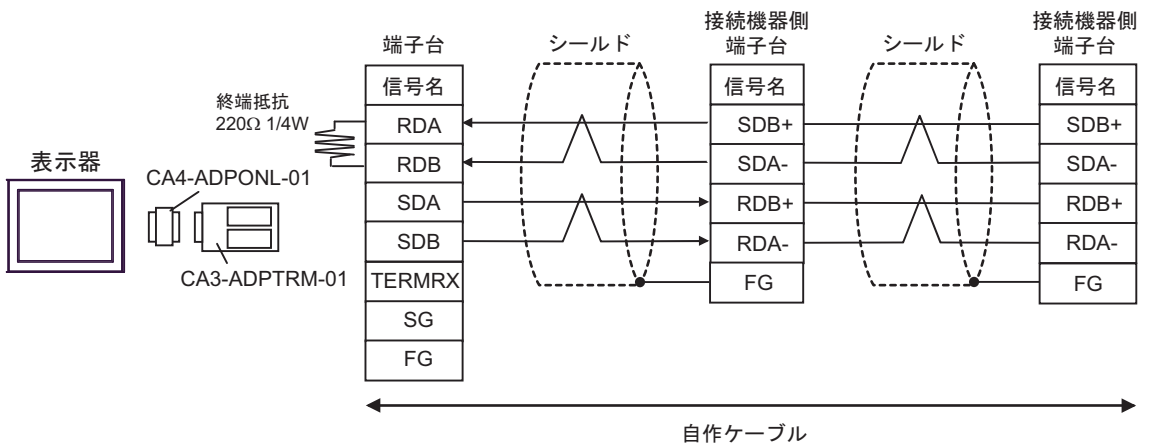 表示器
CA4-ADPONL-01
CA3-ADPTRM-01
終端抵抗
220Ω 1/4W
端子台
信号名
RDA
RDB
SDA
SDB
TERMRX
SG
FG
シールド
接続機器側
端子台
信号名
SDB+
SDA-
RDB+
RDA-
FG
シールド
接続機器側
端子台
信号名
SDB+
SDA-
RDB+
RDA-
FG
自作ケーブル